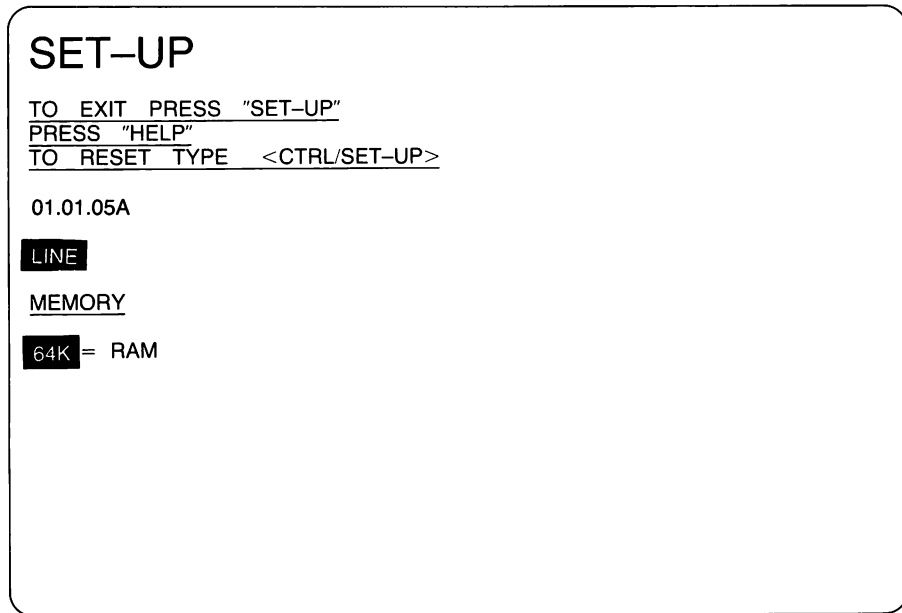 SET–UP
TO EXIT PRESS "SET–UP"
PRESS "HELP"
TO RESET TYPE <CTRL/SET–UP>
01.01.05A
LINE
MEMORY
64K = RAM